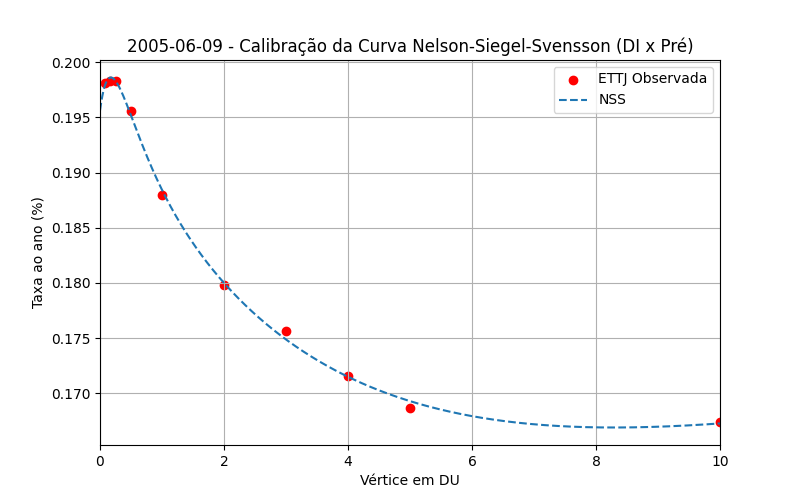 2005-06-09 - Calibração da Curva Nelson-Siegel-Svensson (DI x Pré)
ETTJ Observada
NSS
Taxa ao ano (%)
0.200
0.195
0.190
0.185
0.180
0.175
0.170
0 2 4 6 8 10
Vértice em DU